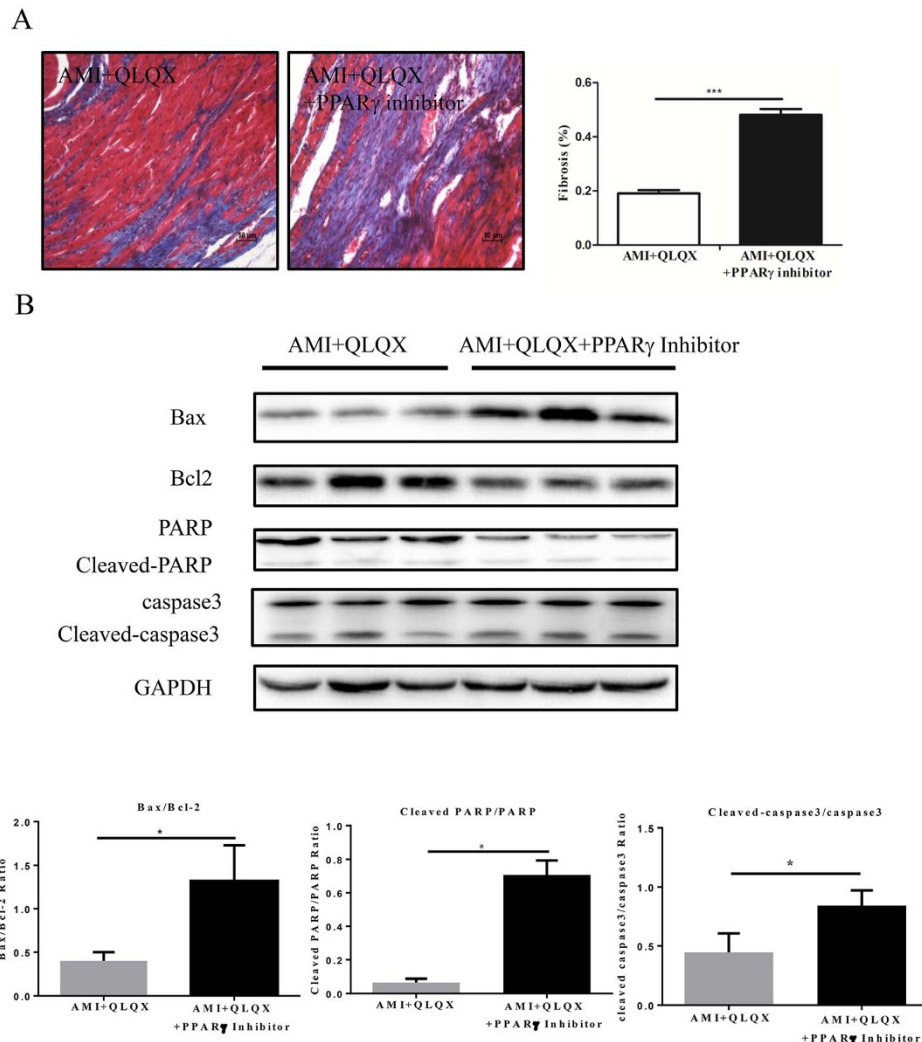 A
AMI+QLQX
AMI+QLQX
+PPARγ inhibitor
50 μm
50 μm
Fibrosis (%)
0.6
0.4
0.2
0.0
***
AMI+QLQX
AMI+QLQX
+PPARγ inhibitor
B
AMI+QLQX
AMI+QLQX+PPARγ Inhibitor
Bax
Bcl2
PARP
Cleaved-PARP
caspase3
Cleaved-caspase3
GAPDH
Bax/Bcl-2
Bax/Bcl-2 Ratio
2.0
1.5
1.0
0.5
0.0
*
AMI+QLQX
AMI+QLQX
+PPARγ Inhibitor
Cleaved PARP/PARP
Cleaved PARP/PARP Ratio
0.8
0.6
0.4
0.2
0.0
*
AMI+QLQX
AMI+QLQX
+PPARγ Inhibitor
Cleaved-caspase3/caspase3
cleaved caspase3/caspase3 Ratio
1.5
1.0
0.5
0.0
*
AMI+QLQX
AMI+QLQX
+PPARγ Inhibitor